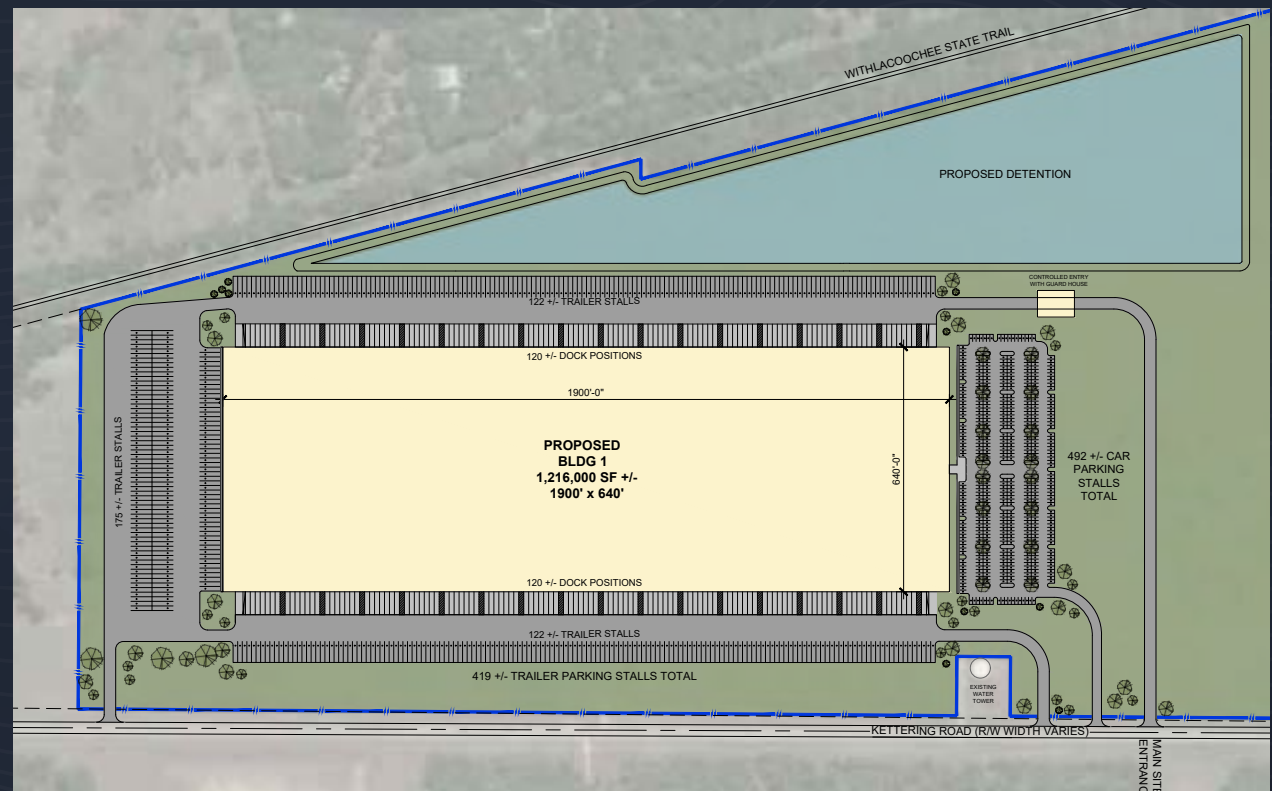 WITHLACOOCHEE STATE TRAIL
PROPOSED DETENTION
CONTROLLED ENTRY
WITH GUARD HOUSE
122 +/- TRAILER STALLS
120 +/- DOCK POSITIONS
1900'-0"
175 +/- TRAILER STALLS
PROPOSED
BLDG 1
1,216,000 SF +/-
1900' x 640'
640'-0"
492 +/- CAR
PARKING
STALLS
TOTAL
120 +/- DOCK POSITIONS
122 +/- TRAILER STALLS
419 +/- TRAILER PARKING STALLS TOTAL
EXISTING
WATER
TOWER
KETTERING ROAD (R/W WIDTH VARIES)
MAIN SITE
ENTRANC